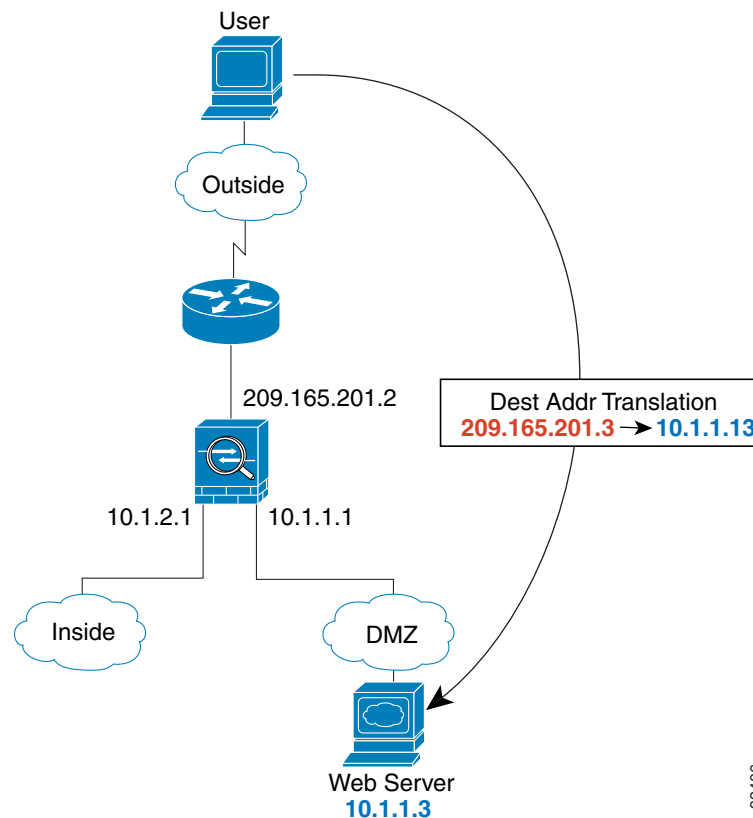 User
Outside
209.165.201.2
Dest Addr Translation
209.165.201.3 10.1.1.13
10.1.2.1 10.1.1.1
Inside
DMZ
Web Server
10.1.1.3